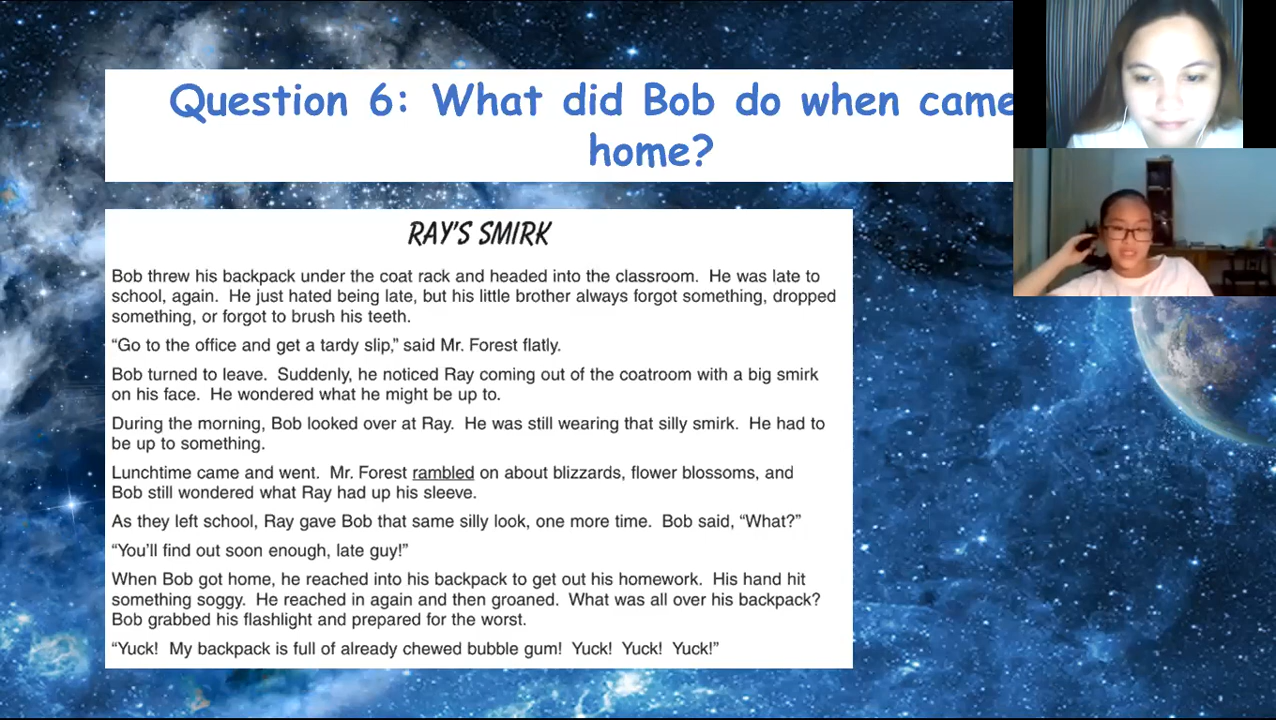 Question 6: What did Bob do when came
home?
RAY'S SMIRK
Bob threw his backpack under the coat rack and headed into the classroom. He was late to
school, again. He just hated being late, but his little brother always forgot something, dropped
something, or forgot to brush his teeth.
“Go to the office and get a tardy slip,” said Mr. Forest flatly.
Bob turned to leave. Suddenly, he noticed Ray coming out of the coatroom with a big smirk
on his face. He wondered what he might be up to.
During the morning, Bob looked over at Ray. He was still wearing that silly smirk. He had to
be up to something.
Lunchtime came and went. Mr. Forest rambled on about blizzards, flower blossoms, and
Bob still wondered what Ray had up his sleeve.
As they left school, Ray gave Bob that same silly look, one more time. Bob said, “What?”
“You’ll find out soon enough, late guy!”
When Bob got home, he reached into his backpack to get out his homework. His hand hit
something soggy. He reached in again and then groaned. What was all over his backpack?
Bob grabbed his flashlight and prepared for the worst.
“Yuck! My backpack is full of already chewed bubble gum! Yuck! Yuck! Yuck!”